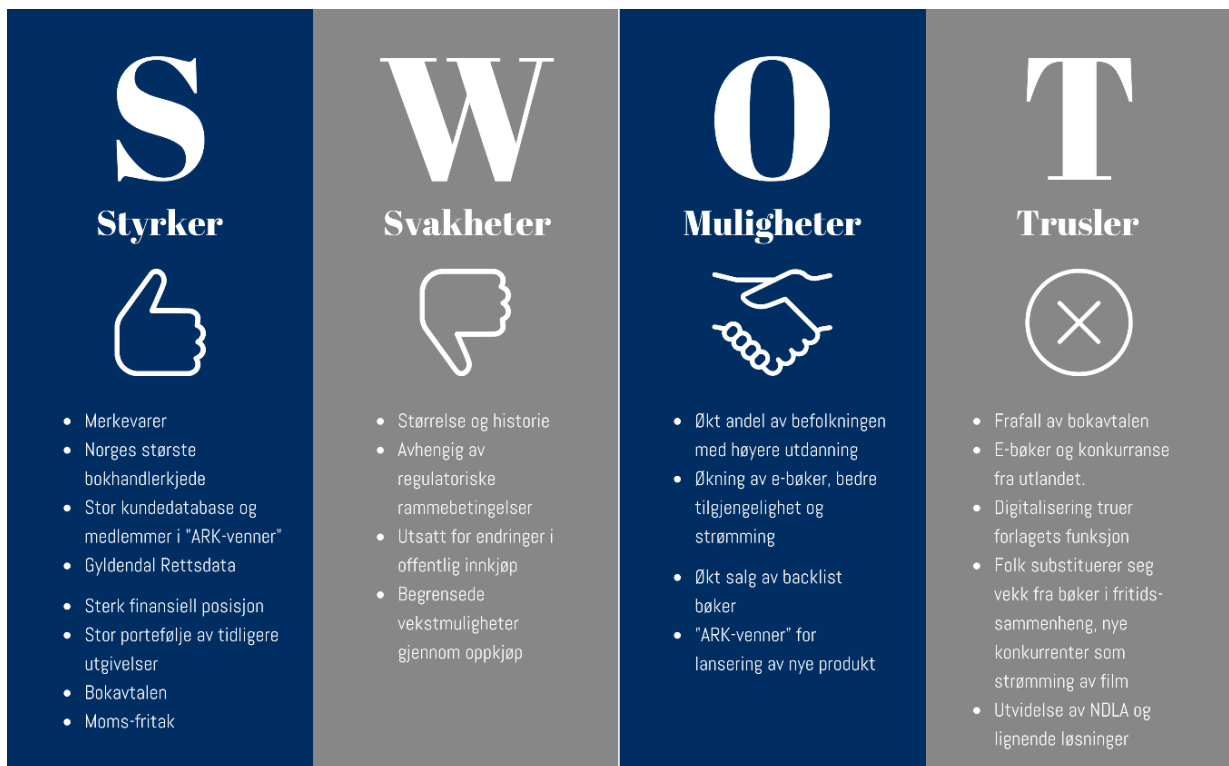 S
Styrker
• Merkevarer
• Norges største
bokhandlerkjede
• Stor kundedatabase og
medlemmer i "ARK-venner"
• Gyldendal Rettsdata
• Sterk finansiell posisjon
• Stor portefølje av tidligere
utgivelser
• Bokavtalen
• Moms-fritak
W
Svakheter
• Størrelse og historie
• Avhengig av
regulatoriske
rammebetingelser
• Utsatt for endringer i
offentlig innkjøp
• Begrensede
vekstmuligheter
gjennom oppkjøp
O
Muligheter
• Økt andel av befolkningen
med høyere utdanning
• Økning av e-bøker, bedre
tilgjengelighet og
strømming
• Økt salg av backlist
bøker
• "ARK-venner" for
lansering av nye produkt
T
Trusler
• Frafall av bokavtalen
• E-bøker og konkurranse
fra utlandet.
• Digitalisering truer
forlagets funksjon
• Folk substituerer seg
vekk fra bøker i fritids-
sammenheng, nye
konkurrenter som
strømming av film
• Utvidelse av NDLA og
lignende løsninger